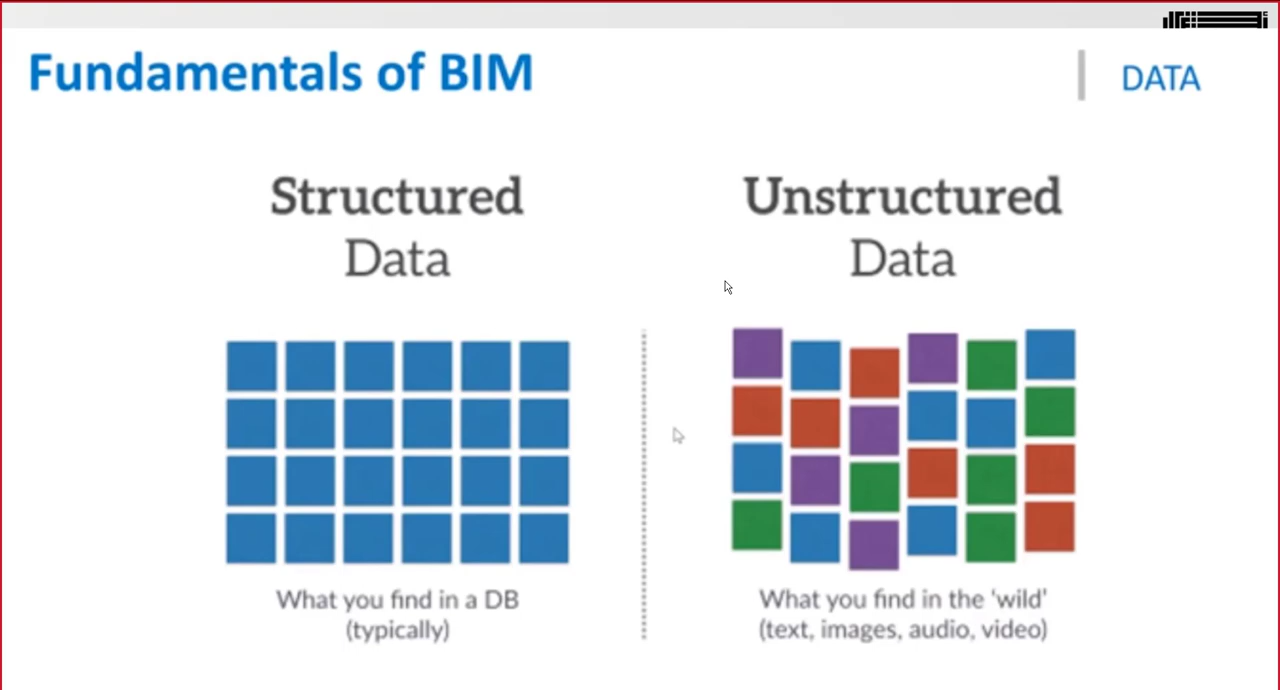 Fundamentals of BIM
DATA
Structured
Data
Unstructured
Data
What you find in a DB
(typically)
What you find in the 'wild'
(text, images, audio, video)